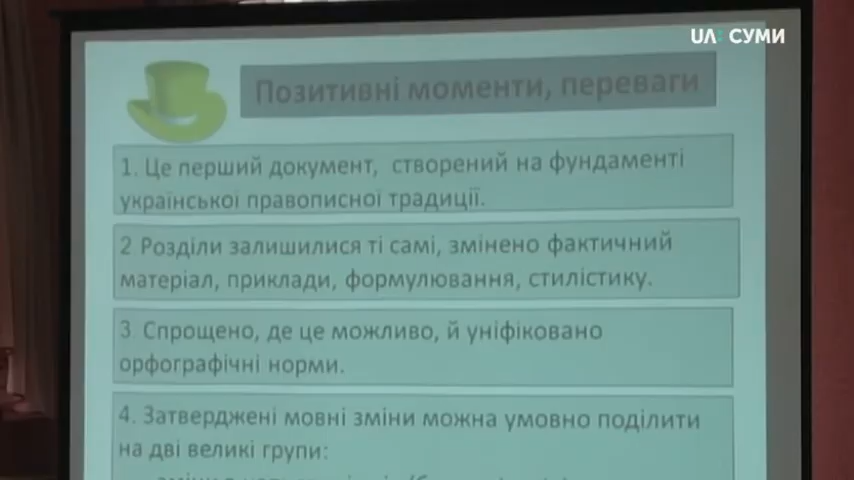 UA: СУМИ
Позитивні моменти, переваги
1. Це перший документ, створений на фундаменті
української правописної традиції.
2 Розділи залишилися ті самі, змінено фактичний
матеріал, приклади, формулювання, стилістику.
3. Спрощено, де це можливо, й уніфіковано
орфографічні норми.
4. Затверджені мовні зміни можна умовно поділити
на дві великі групи: